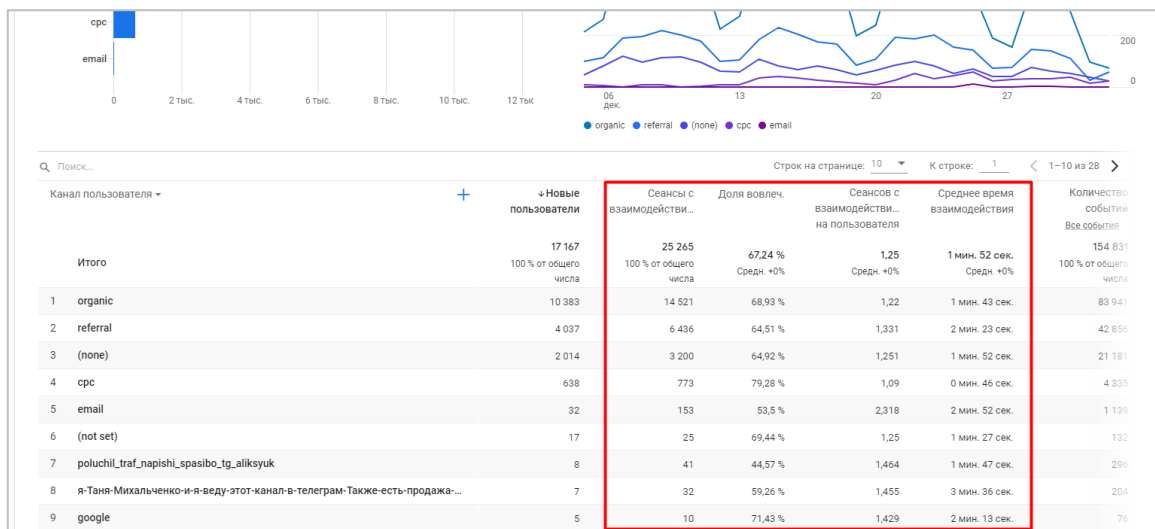 cpc
email
0 2 тыс. 4 тыс. 6 тыс. 8 тыс. 10 тыс. 12 тыс
200
0
06 13 20 27
дек.
organic referral (none) cpc email
Поиск... Строк на странице: 10 К строке: 1 1–10 из 28
Канал пользователя + ↓ Новые пользователи Сеансы с взаимодействи... Доля вовлеч. Сеансов с взаимодействи... на пользователя Среднее время взаимодействия Количество событий
Все события
Итого 17 167 25 265 67,24 % 1,25 1 мин. 52 сек. 154 831
100 % от общего числа 100 % от общего числа Средн. +0% Средн. +0% Средн. +0% 100 % от общего числа
1 organic 10 383 14 521 68,93 % 1,22 1 мин. 43 сек. 83 941
2 referral 4 037 6 436 64,51 % 1,331 2 мин. 23 сек. 42 856
3 (none) 2 014 3 200 64,92 % 1,251 1 мин. 52 сек. 21 181
4 cpc 638 773 79,28 % 1,09 0 мин. 46 сек. 4 335
5 email 32 153 53,5 % 2,318 2 мин. 52 сек. 1 139
6 (not set) 17 25 69,44 % 1,25 1 мин. 27 сек. 132
7 poluchil_traf_napishi_spasibo_tg_aliksyuk 8 41 44,57 % 1,464 1 мин. 47 сек. 296
8 я-Таня-Михальченко-и-я-веду-этот-канал-в-телеграм-Также-есть-продажа-... 7 32 59,26 % 1,455 3 мин. 36 сек. 204
9 google 5 10 71,43 % 1,429 2 мин. 13 сек. 76